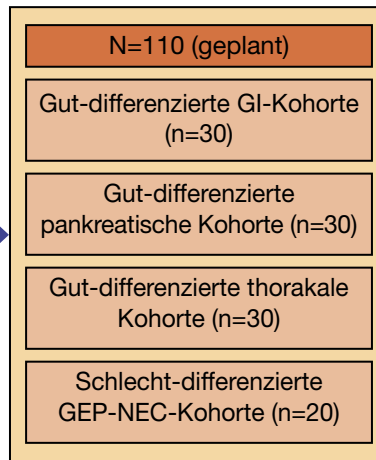 N=110 (geplant)
Gut-differenzierte GI-Kohorte
(n=30)
Gut-differenzierte
pankreatische Kohorte (n=30)
Gut-differenzierte thorakale
Kohorte (n=30)
Schlecht-differenzierte
GEP-NEC-Kohorte (n=20)